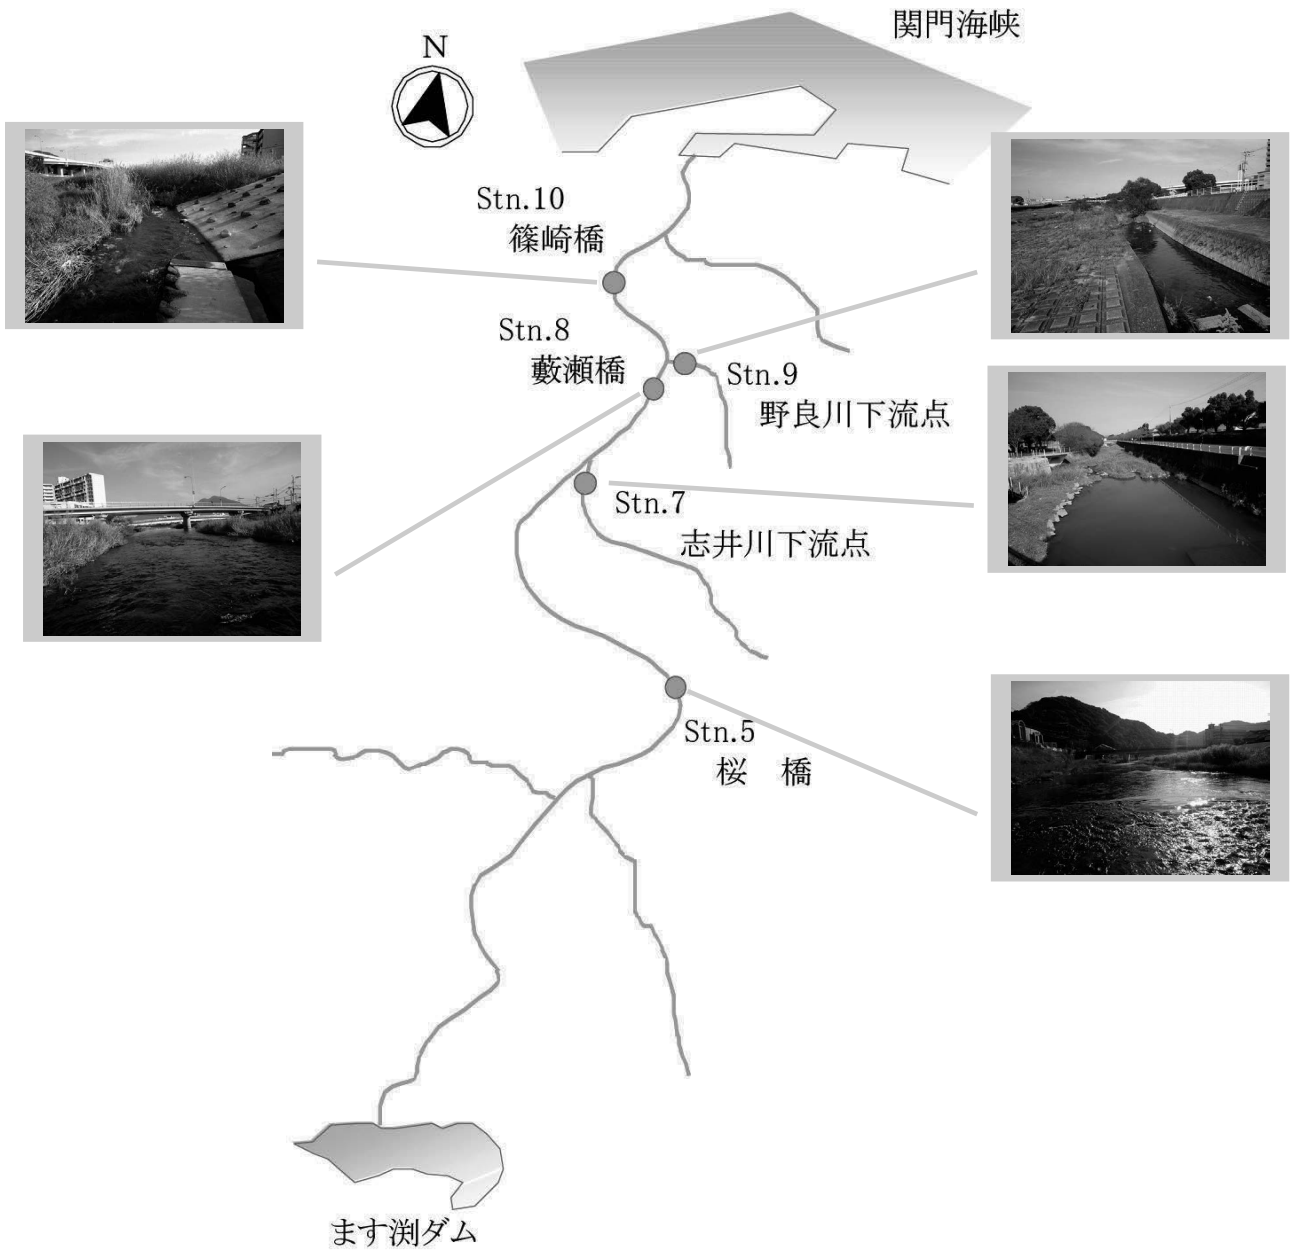 関門海峡
N
Stn.10
篠崎橋
Stn.8
藪瀬橋
Stn.9
野良川下流点
Stn.7
志井川下流点
Stn.5
桜　橋
ます渕ダム